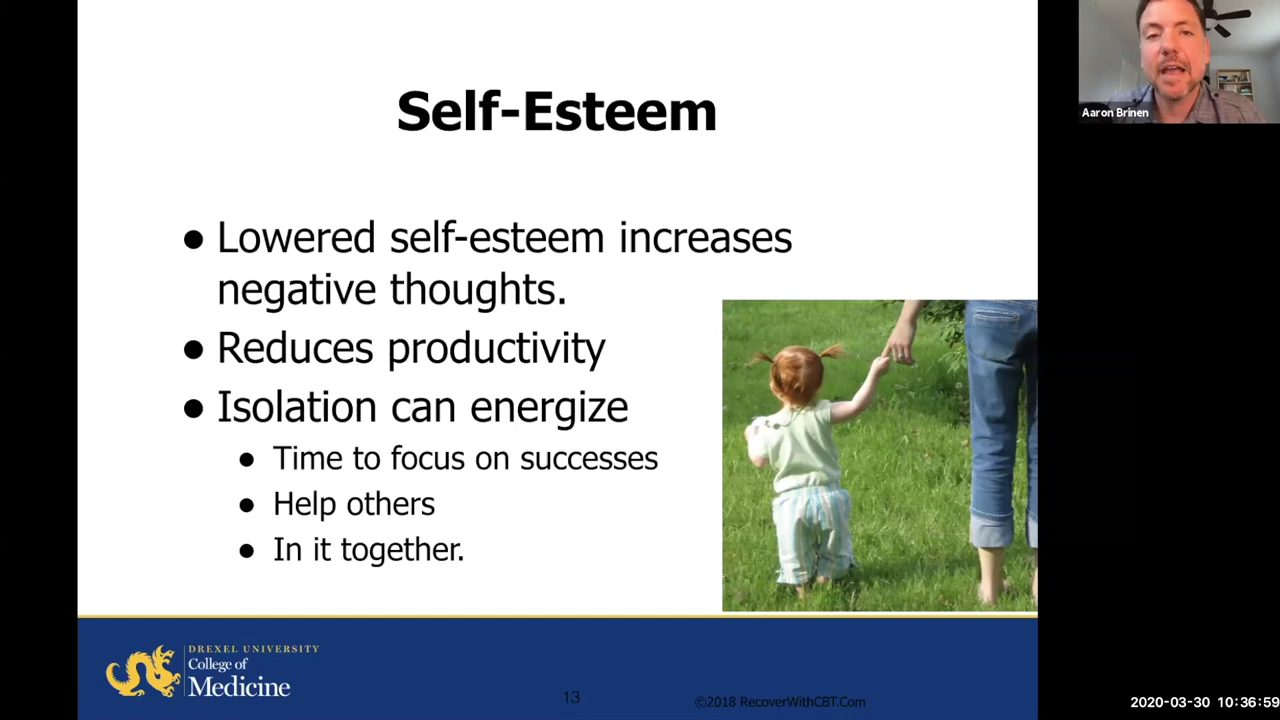 Self-Esteem
● Lowered self-esteem increases
negative thoughts.
● Reduces productivity
● Isolation can energize
● Time to focus on successes
● Help others
● In it together.
DREXEL UNIVERSITY
College of
Medicine
13
©2018 RecoverWithCBT.Com
Aaron Brinen
2020-03-30 10:36:59